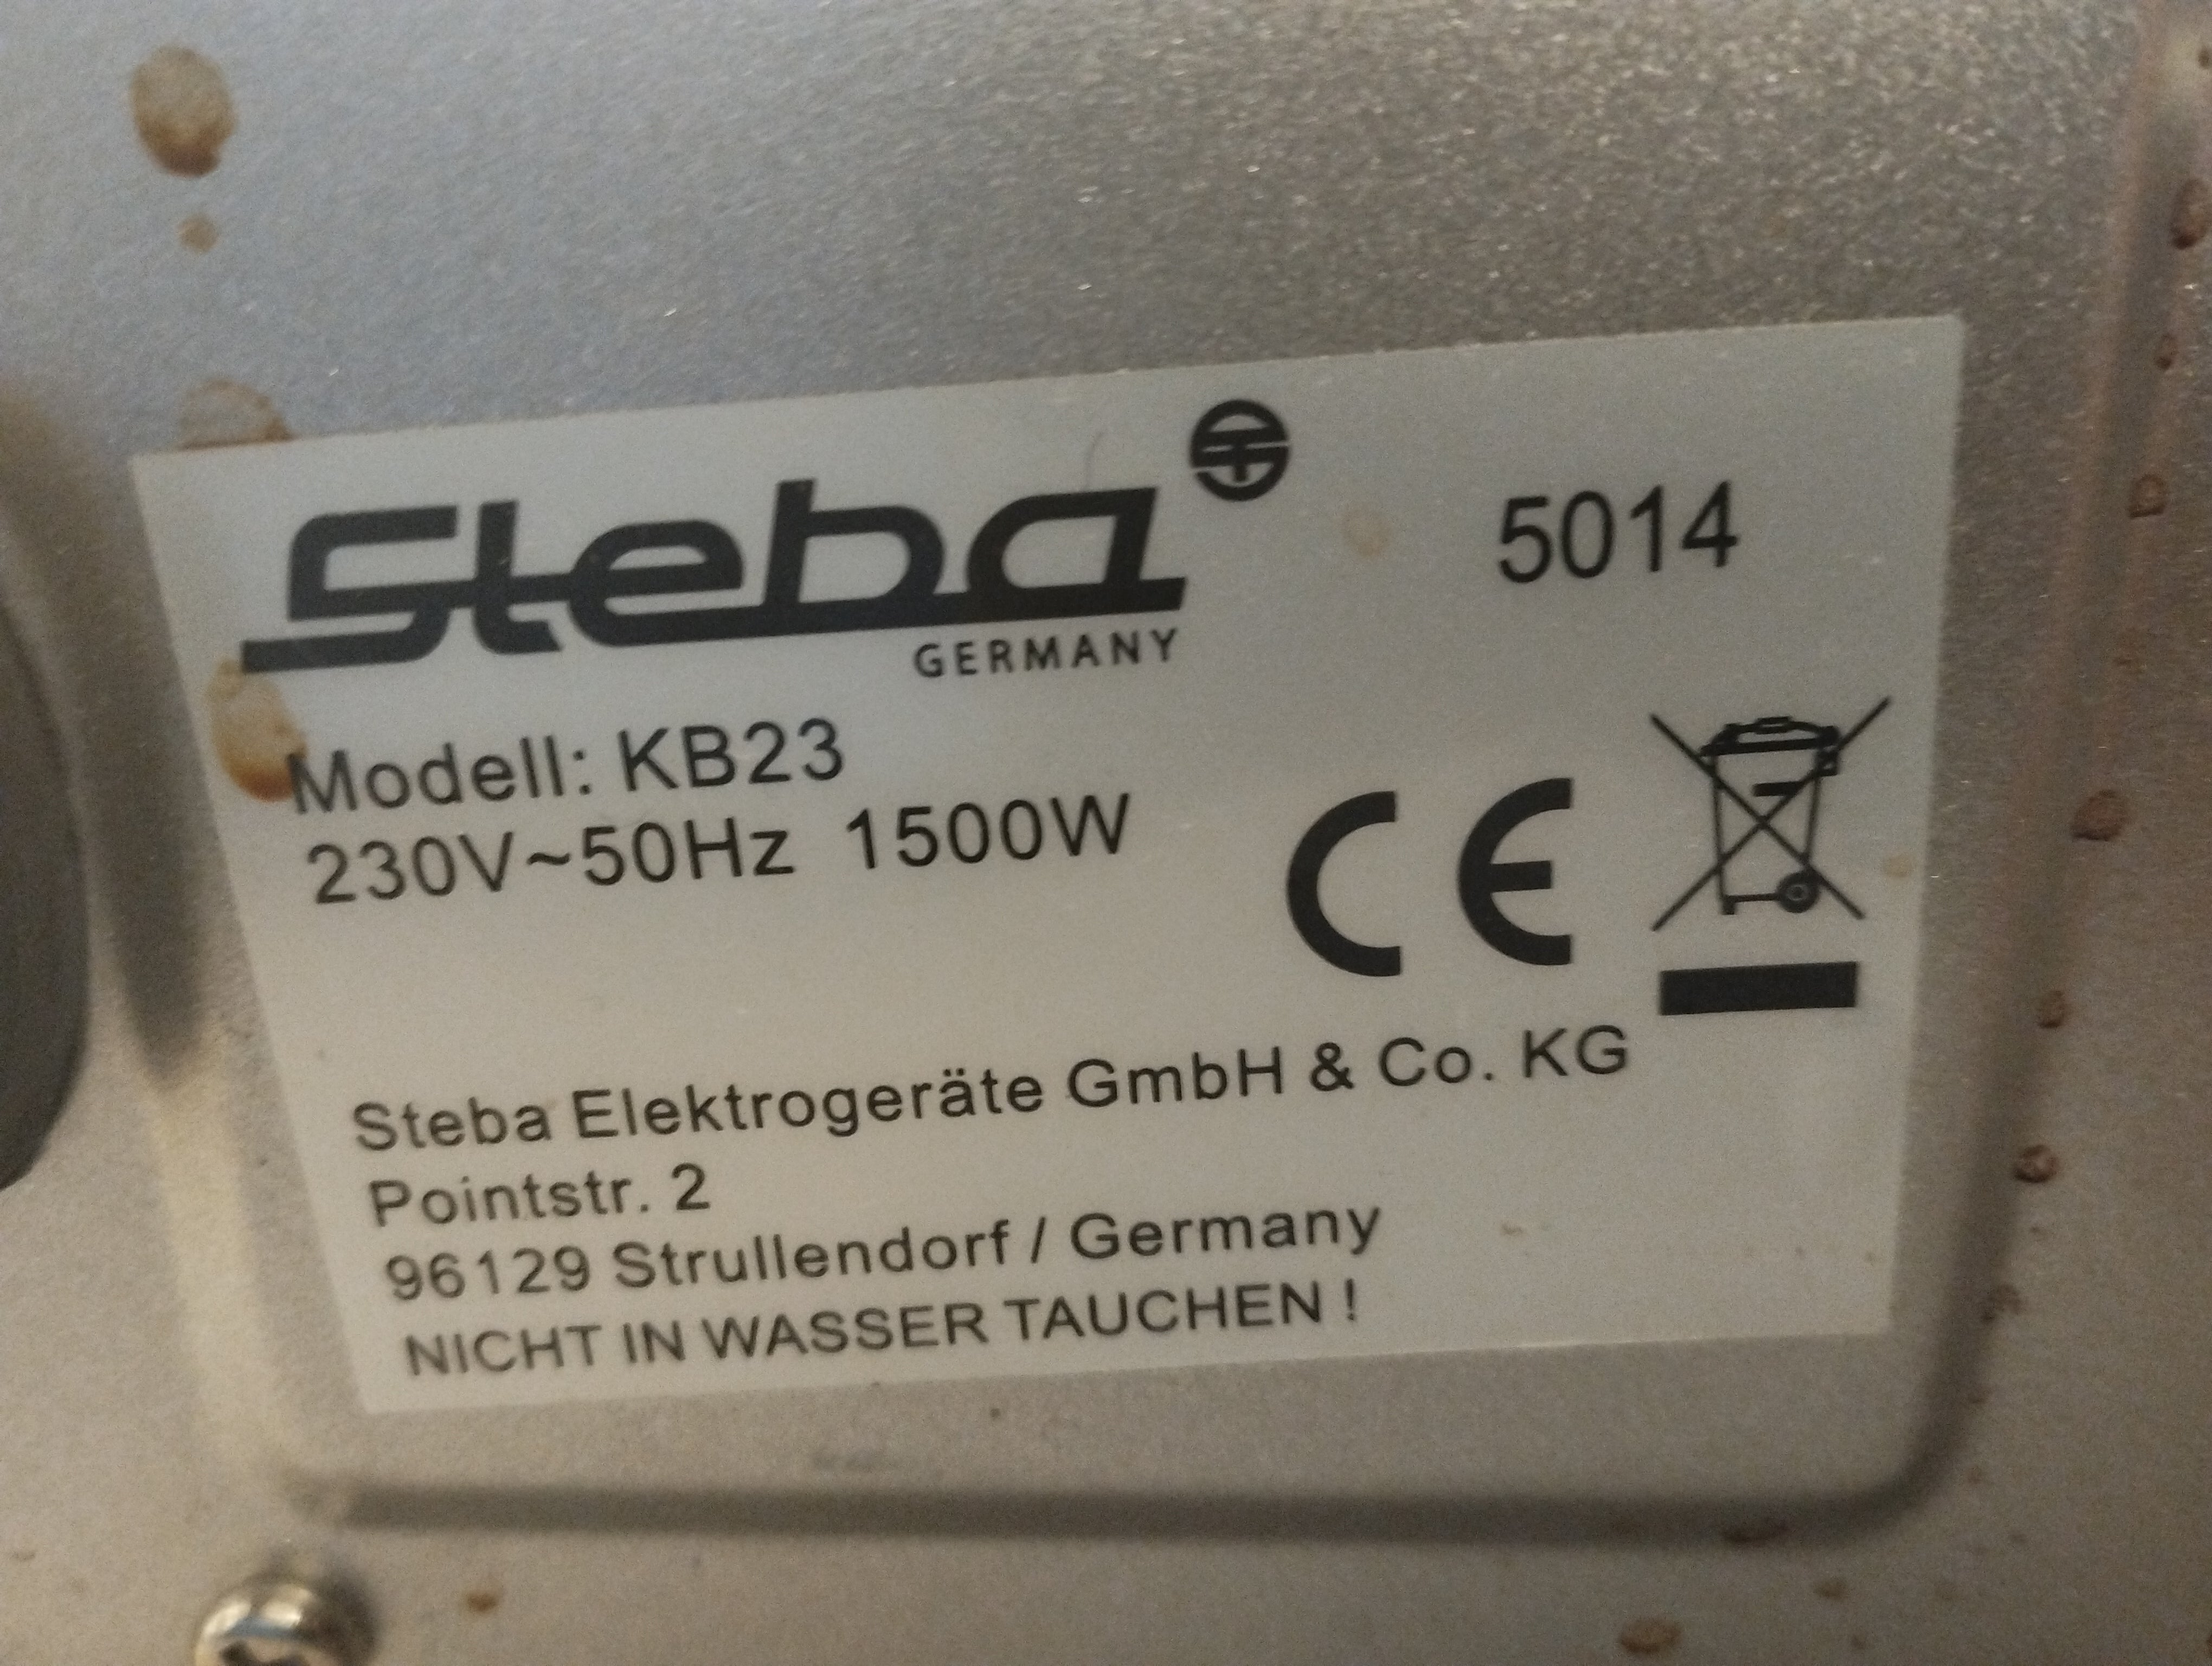 steba
GERMANY
5014
Modell: KB23
230V~50Hz 1500W
CE
Steba Elektrogeräte GmbH & Co. KG
Pointstr. 2
96129 Strullendorf / Germany
NICHT IN WASSER TAUCHEN !